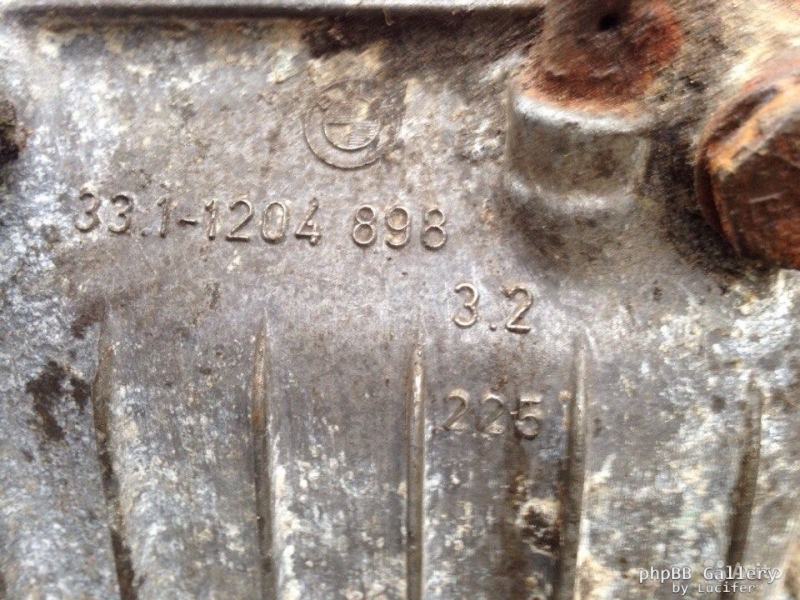 33.1-1204 898
3.2
225
phpBB Gallery
by Lucifer